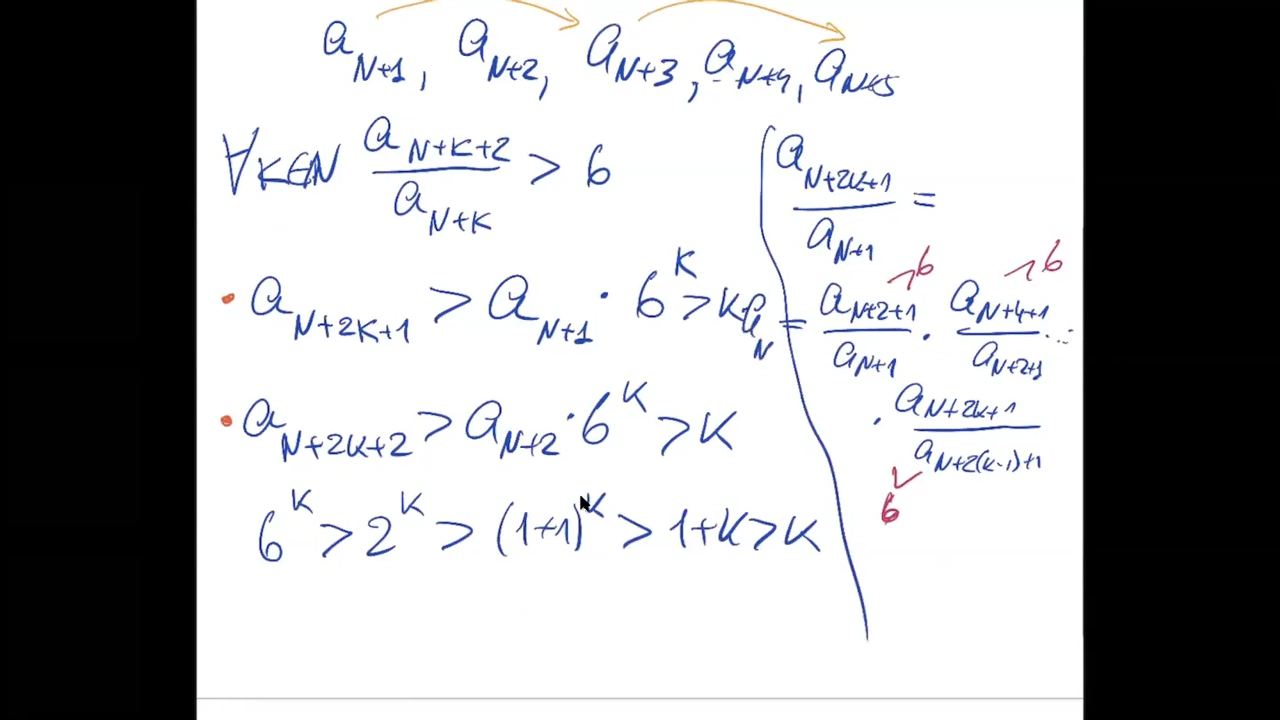 a_{N+1}, a_{N+2}, a_{N+3}, a_{N+4}, a_{N+5}
∀K∈N a_{N+K+2} / a_{N+K} > 6
• a_{N+2K+1} > a_{N+1} · 6^K > K a_N
• a_{N+2K+2} > a_{N+2} · 6^K > K
6^K > 2^K > (1+1)^K > 1+K > K
a_{N+2K+1} / a_{N+1} =
= a_{N+2+1} / a_{N+1} · a_{N+4+1} / a_{N+2+1} ...
>6 >6
· a_{N+2K+1} / a_{N+2(K-1)+1}
∨
6